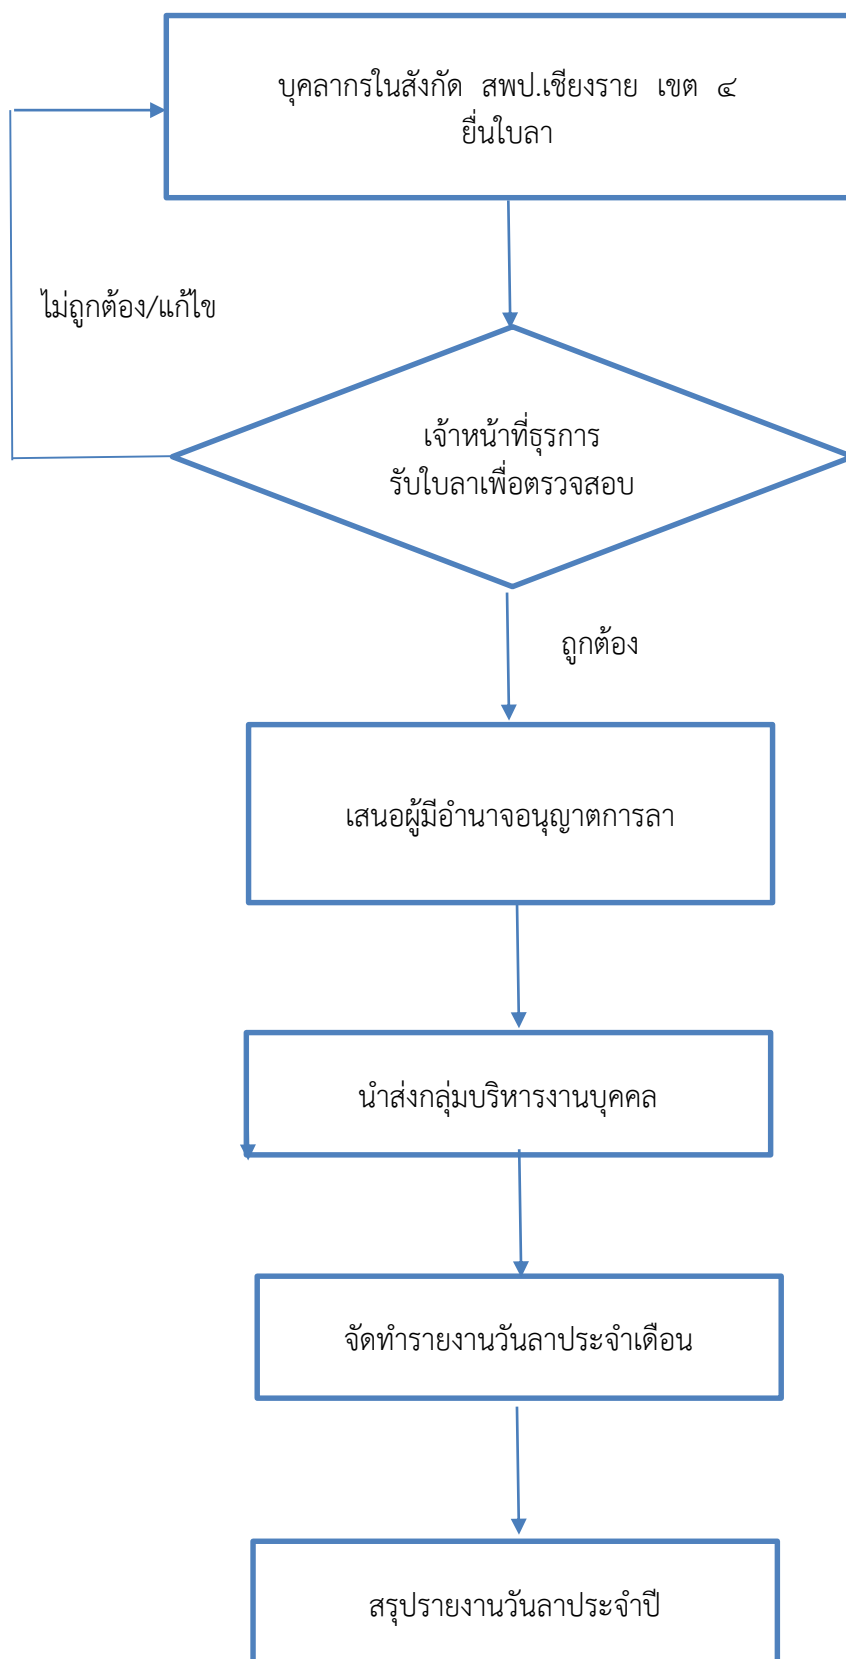 บุคลากรในสังกัด สพป.เชียงราย เขต ๔
ยื่นใบลา
ไม่ถูกต้อง/แก้ไข
เจ้าหน้าที่ธุรการ
รับใบลาเพื่อตรวจสอบ
ถูกต้อง
เสนอผู้มีอำนาจอนุญาตการลา
นำส่งกลุ่มบริหารงานบุคคล
จัดทำรายงานวันลาประจำเดือน
สรุปรายงานวันลาประจำปี